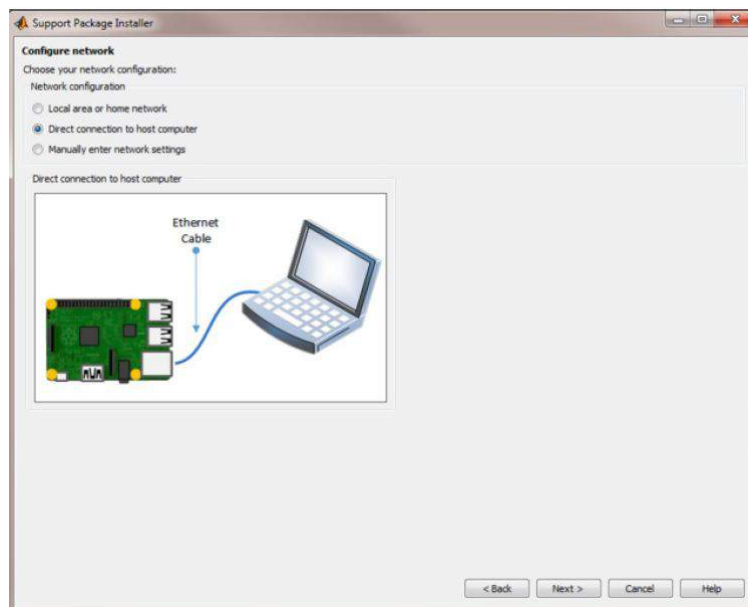 Support Package Installer
Configure network
Choose your network configuration:
Network configuration
Local area or home network
Direct connection to host computer
Manually enter network settings
Direct connection to host computer
Ethernet
Cable
< Back
Next >
Cancel
Help